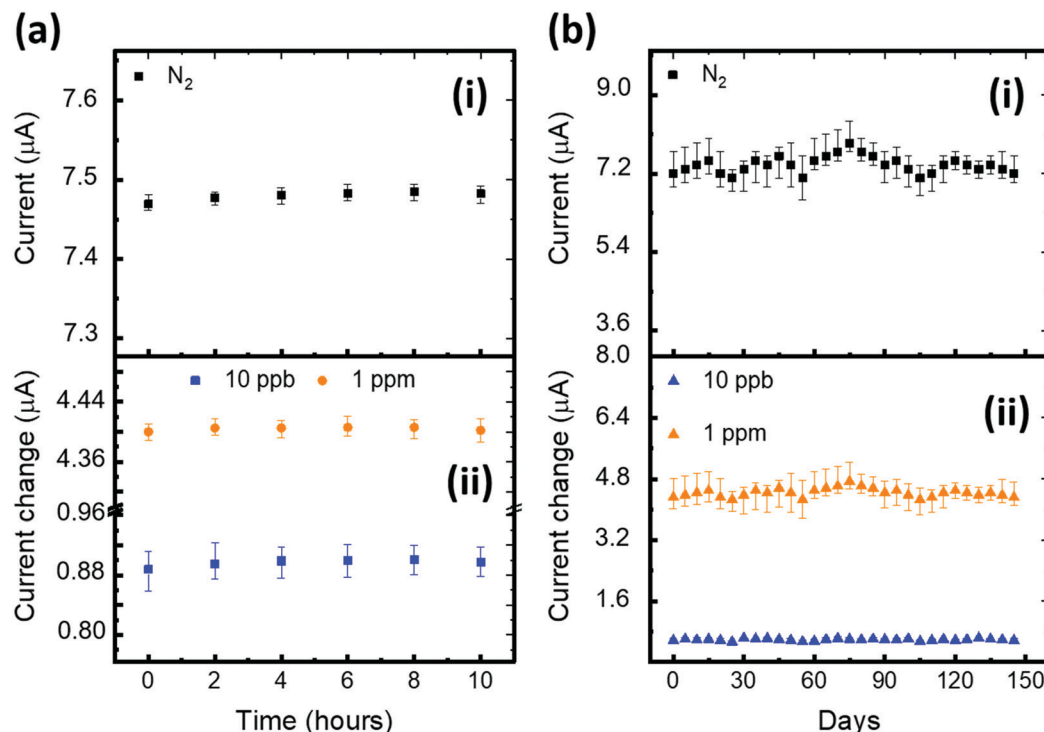 (a)
N2
(i)
Current (μA)
7.6
7.5
7.4
7.3
10 ppb
1 ppm
(ii)
Current change (μA)
4.44
4.36
0.96
0.88
0.80
0 2 4 6 8 10
Time (hours)
(b)
N2
(i)
Current (μA)
9.0
7.2
5.4
3.6
8.0
10 ppb
1 ppm
(ii)
Current change (μA)
6.4
4.8
3.2
1.6
0 30 60 90 120 150
Days